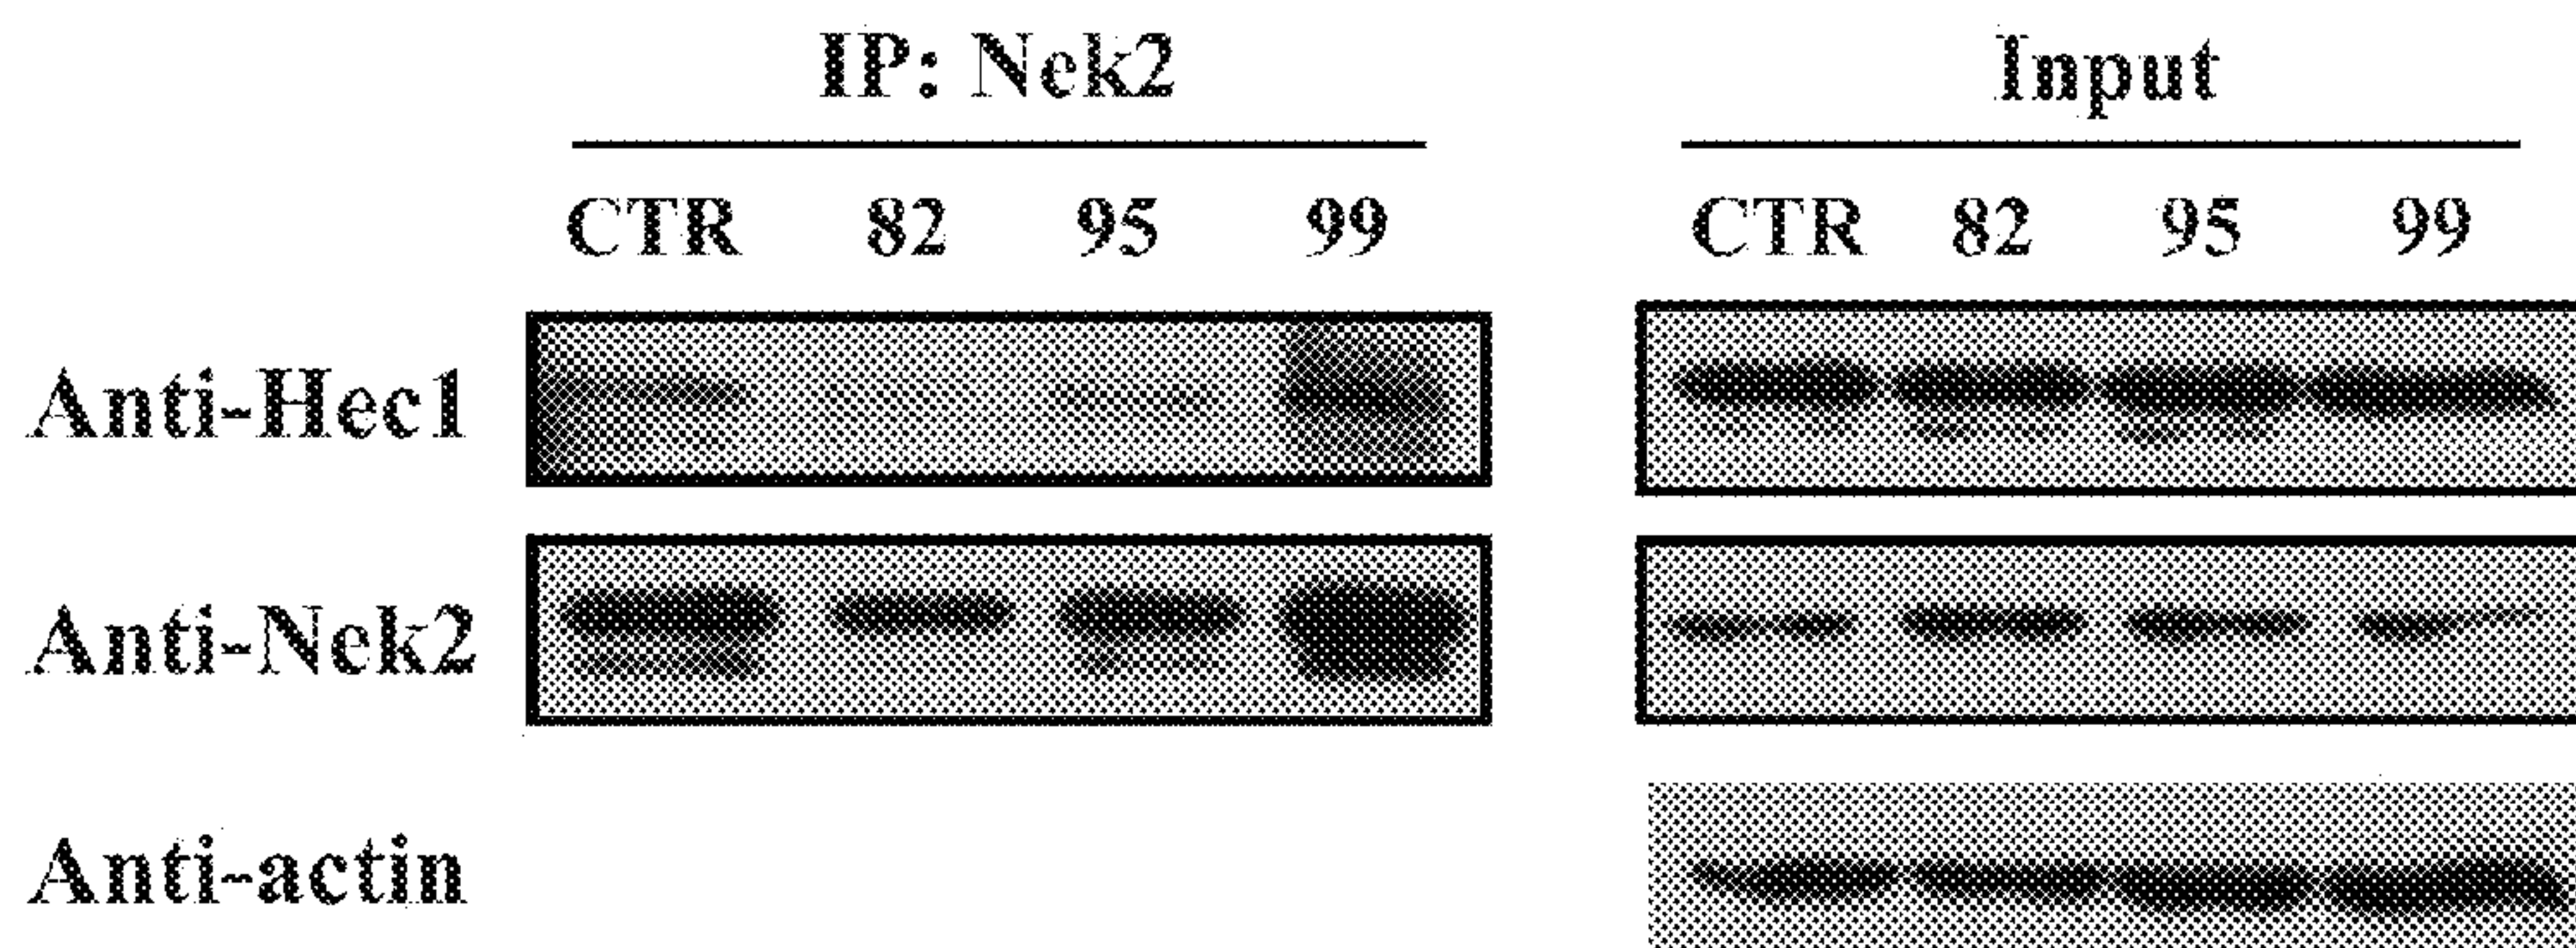 IP: Nek2 Input
CTR 82 95 99 CTR 82 95 99
Anti-Hec1
Anti-Nek2
Anti-actin